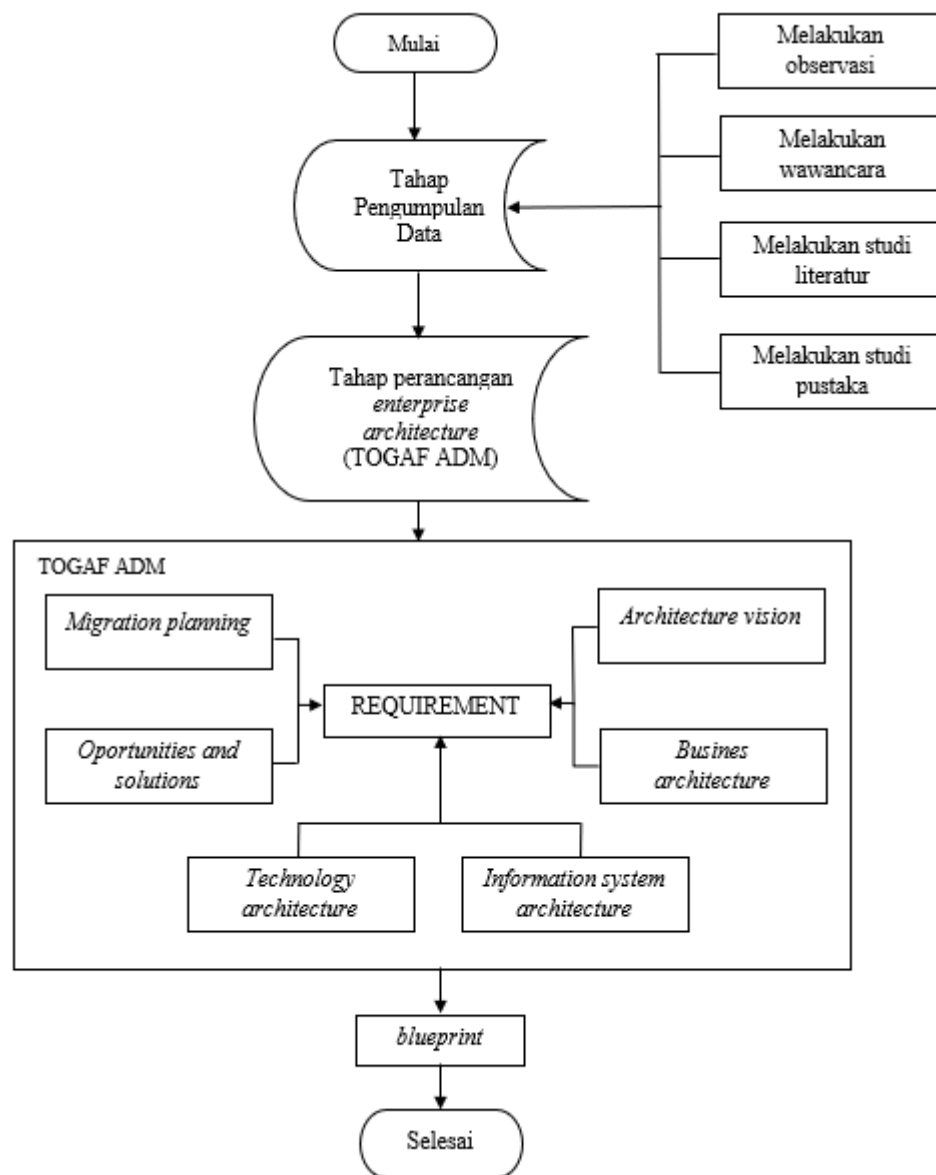 Mulai
Melakukan
observasi
Melakukan
wawancara
Tahap
Pengumpulan
Data
Melakukan studi
literatur
Melakukan studi
pustaka
Tahap perancangan
enterprise
architecture
(TOGAF ADM)
TOGAF ADM
Migration planning
Architecture vision
REQUIREMENT
Oportunities and
solutions
Busines
architecture
Technology
architecture
Information system
architecture
blueprint
Selesai